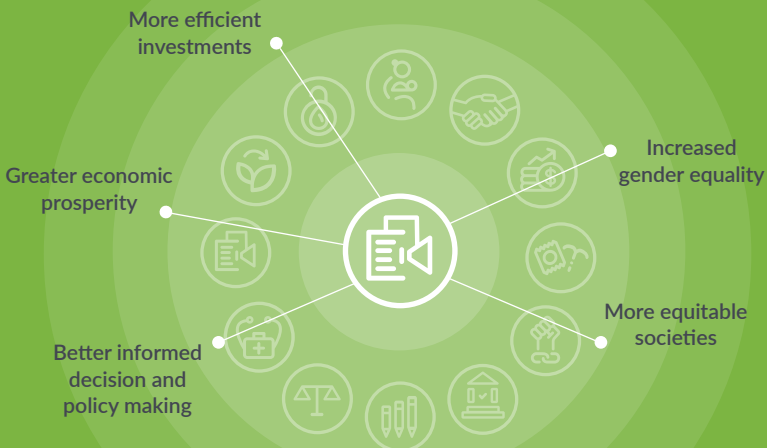 More efficient
investments
Increased
gender equality
Greater economic
prosperity
More equitable
societies
Better informed
decision and
policy making